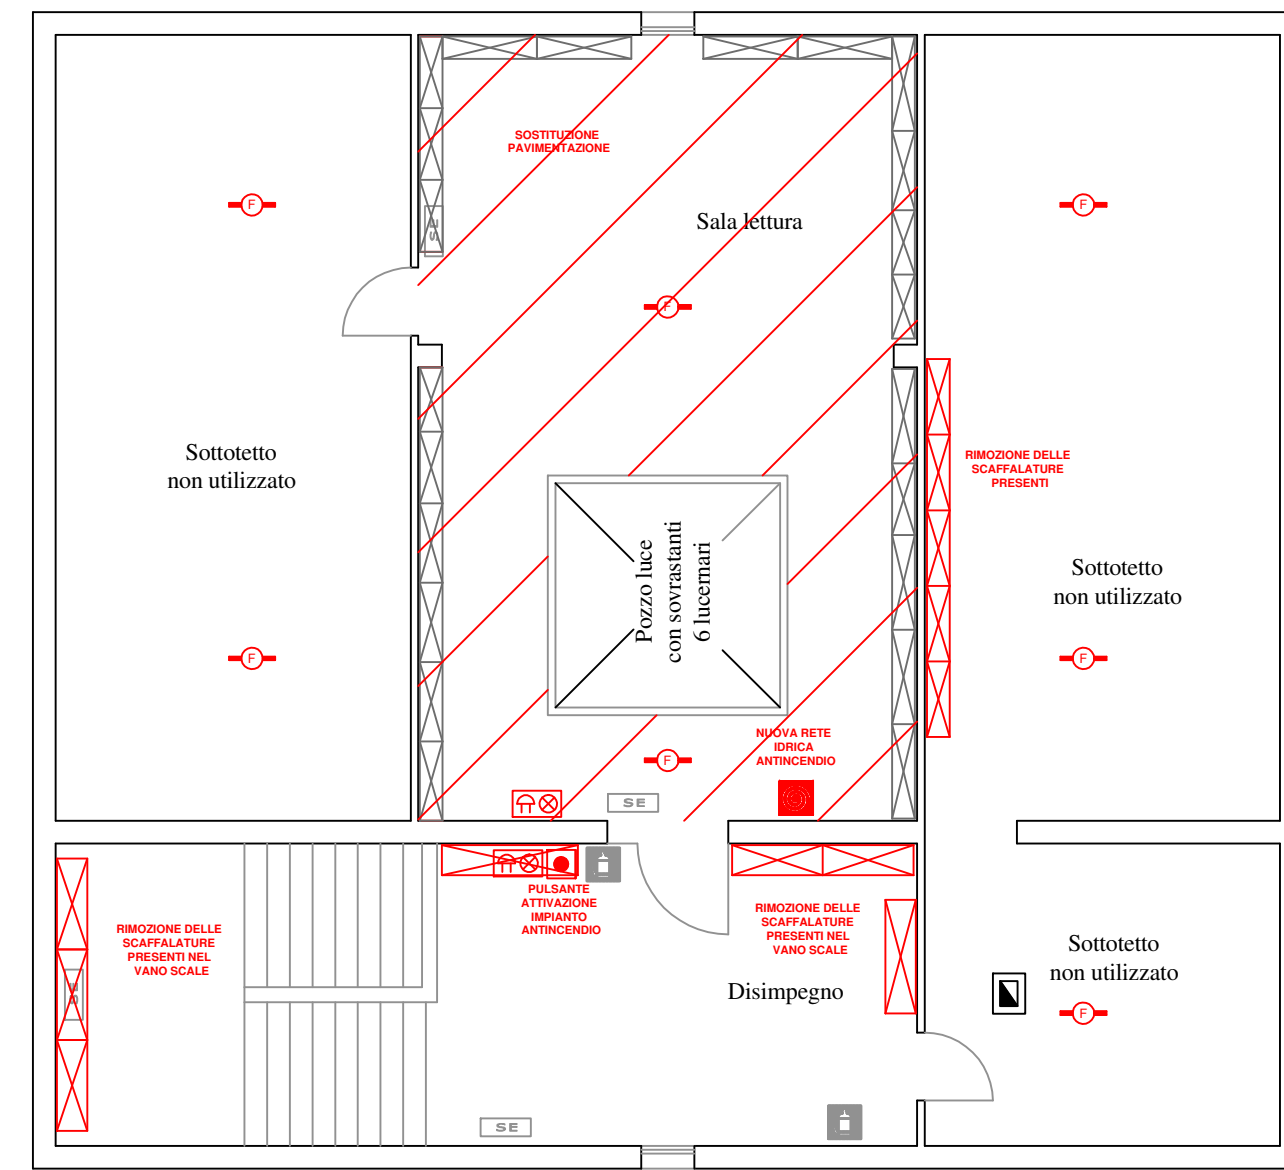 SOSTITUZIONE
PAVIMENTAZIONE
F
F
Sala lettura
SE
F
Sottotetto
non utilizzato
RIMOZIONE DELLE
SCAFFALATURE
PRESENTI
Pozzo luce
con sovrastanti
6 lucernari
Sottotetto
non utilizzato
F
F
NUOVA RETE
IDRICA
ANTINCENDIO
F
SE
PULSANTE
ATTIVAZIONE
IMPIANTO
ANTINCENDIO
RIMOZIONE DELLE
SCAFFALATURE
PRESENTI NEL
VANO SCALE
RIMOZIONE DELLE
SCAFFALATURE
PRESENTI NEL
VANO SCALE
SE
Disimpegno
Sottotetto
non utilizzato
F
SE